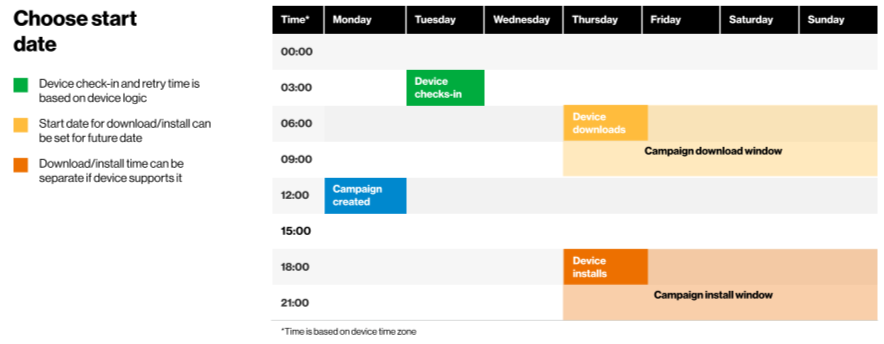 Choose start
date
Device check-in and retry time is
based on device logic
Start date for download/install can
be set for future date
Download/install time can be
separate if device supports it
Time* Monday Tuesday Wednesday Thursday Friday Saturday Sunday
00:00
03:00 Device
checks-in
06:00 Device
downloads
09:00 Campaign download window
12:00 Campaign
created
15:00
18:00 Device
installs
21:00 Campaign install window
*Time is based on device time zone